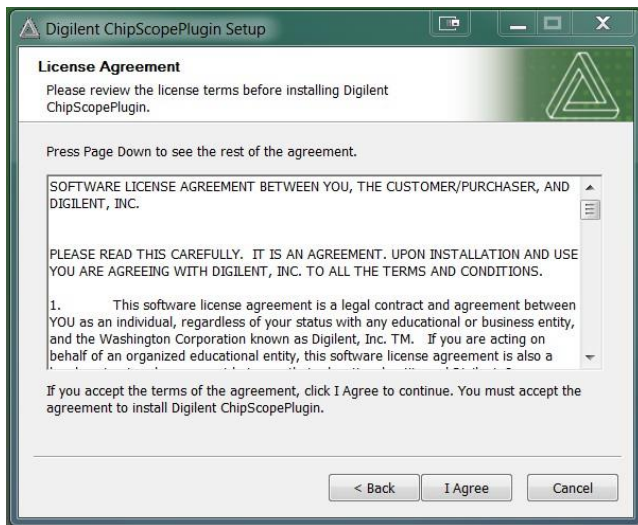 Digilent ChipScopePlugin Setup
License Agreement
Please review the license terms before installing Digilent
ChipScopePlugin.
Press Page Down to see the rest of the agreement.
SOFTWARE LICENSE AGREEMENT BETWEEN YOU, THE CUSTOMER/PURCHASER, AND
DIGILENT, INC.
PLEASE READ THIS CAREFULLY.  IT IS AN AGREEMENT. UPON INSTALLATION AND USE
YOU ARE AGREEING WITH DIGILENT, INC. TO ALL THE TERMS AND CONDITIONS.
1. This software license agreement is a legal contract and agreement between
YOU as an individual, regardless of your status with any educational or business entity,
and the Washington Corporation known as Digilent, Inc. TM.  If you are acting on
behalf of an organized educational entity, this software license agreement is also a
If you accept the terms of the agreement, click I Agree to continue. You must accept the
agreement to install Digilent ChipScopePlugin.
< Back I Agree Cancel